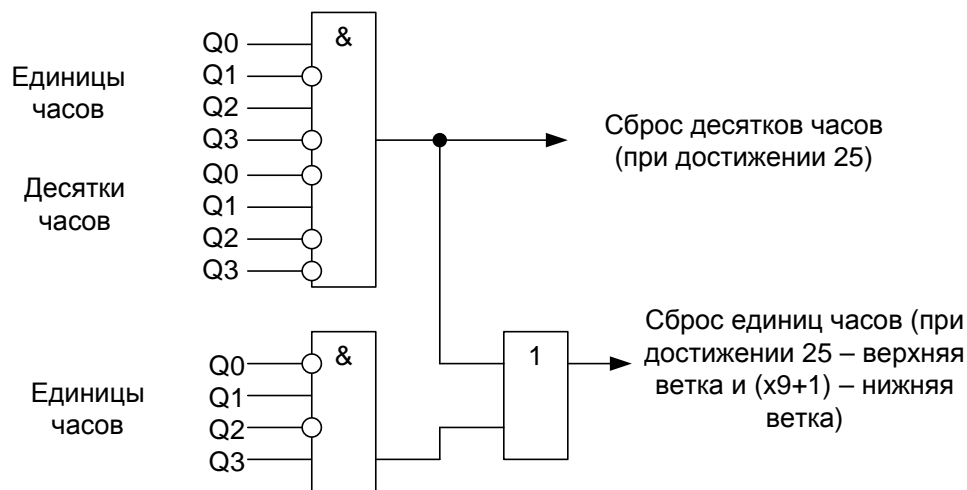 Единицы
часов
Q0
Q1
Q2
Q3
Десятки
часов
Q0
Q1
Q2
Q3
&
Сброс десятков часов
(при достижении 25)
Единицы
часов
Q0
Q1
Q2
Q3
&
1
Сброс единиц часов (при
достижении 25 – верхняя
ветка и (x9+1) – нижняя
ветка)